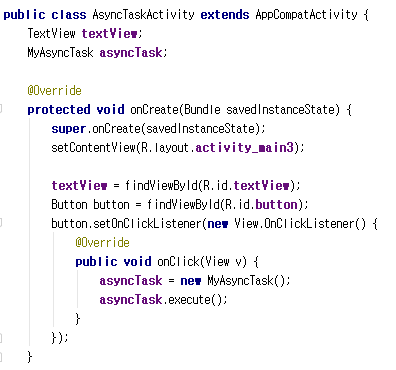 public class AsyncTaskActivity extends AppCompatActivity {
    TextView textView;
    MyAsyncTask asyncTask;

    @Override
    protected void onCreate(Bundle savedInstanceState) {
        super.onCreate(savedInstanceState);
        setContentView(R.layout.activity_main3);

        textView = findViewById(R.id.textView);
        Button button = findViewById(R.id.button);
        button.setOnClickListener(new View.OnClickListener() {
            @Override
            public void onClick(View v) {
                asyncTask = new MyAsyncTask();
                asyncTask.execute();
            }
        });
    }